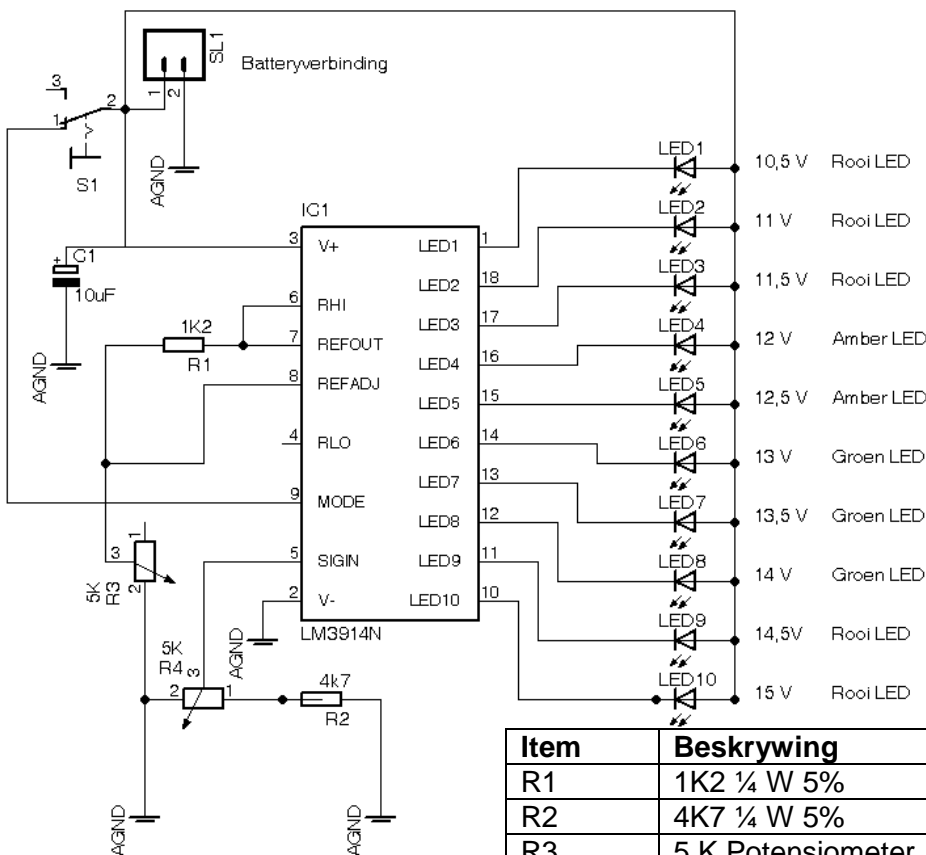 SL1
Batteryverbinding
3
2
1
1
2
S1
AGND
IC1
LED1
10,5 V Rooi LED
3
V+
LED1
1
LED2
11 V Rooi LED
+
C1
10uF
LED2
18
LED3
11,5 V Rooi LED
6
RHI
LED3
17
1K2
R1
7
REFOUT
LED4
12 V Amber LED
AGND
LED4
16
8
REFADJ
LED5
12,5 V Amber LED
LED5
15
4
RLO
LED6
14
LED6
13 V Groen LED
LED7
13
9
MODE
LED7
13,5 V Groen LED
LED8
12
1
3
2
5K
R3
5
SIGIN
LED9
11
LED8
14 V Groen LED
2
V-
LED10
10
LED9
14,5V Rooi LED
LM3914N
AGND
5K
R4
3
2
1
4k7
R2
LED10
15 V Rooi LED
AGND
AGND
Item Beskrywing
R1 1K2 ¼ W 5%
R2 4K7 ¼ W 5%
R3 5 K Potensiometer